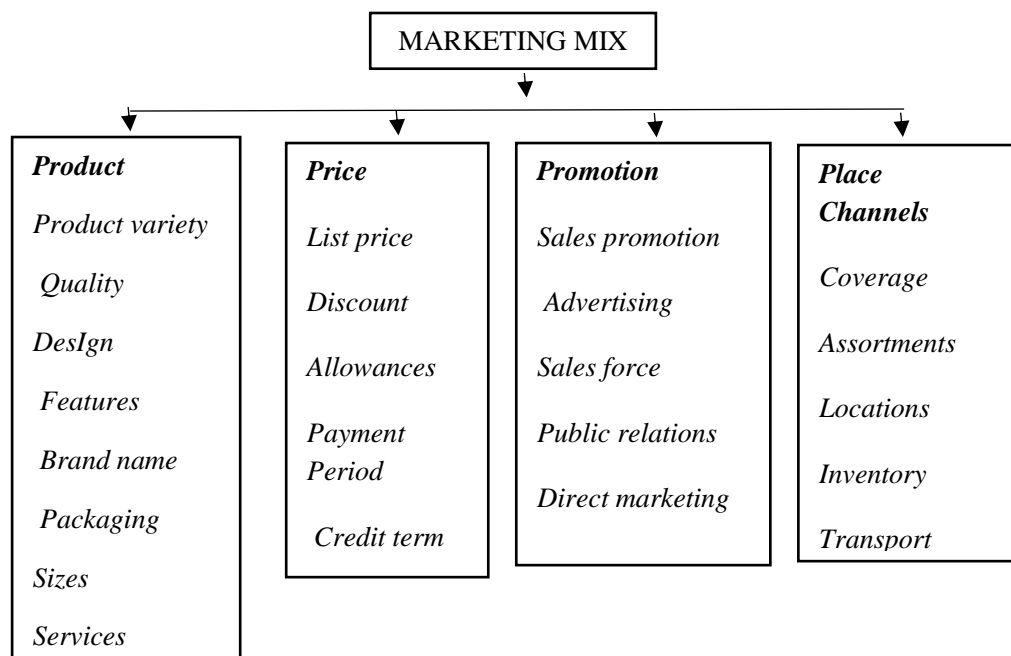 MARKETING MIX
Product
Product variety
Quality
DesIgn
Features
Brand name
Packaging
Sizes
Services
Price
List price
Discount
Allowances
Payment
Period
Credit term
Promotion
Sales promotion
Advertising
Sales force
Public relations
Direct marketing
Place
Channels
Coverage
Assortments
Locations
Inventory
Transport